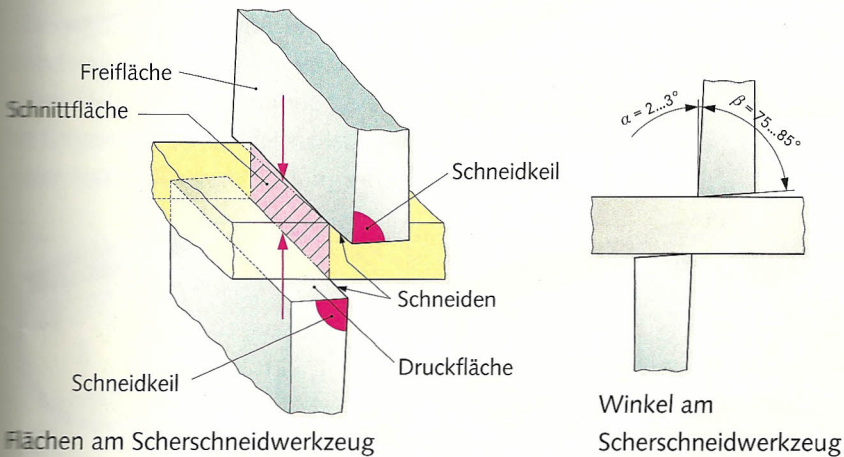 Freifläche
Schnittfläche
Schneidkeil
Schneiden
Druckfläche
Schneidkeil
Flächen am Scherschneidwerkzeug
α = 2...3°
β = 75...85°
Winkel am
Scherschneidwerkzeug